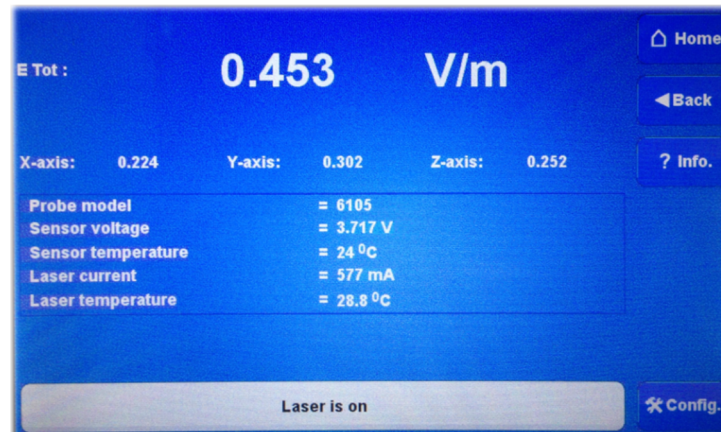 E Tot : 0.453 V/m
Home
Back
X-axis: 0.224 Y-axis: 0.302 Z-axis: 0.252
? Info.
Probe model = 6105
Sensor voltage = 3.717 V
Sensor temperature = 24 ⁰C
Laser current = 577 mA
Laser temperature = 28.8 ⁰C
Laser is on
Config.